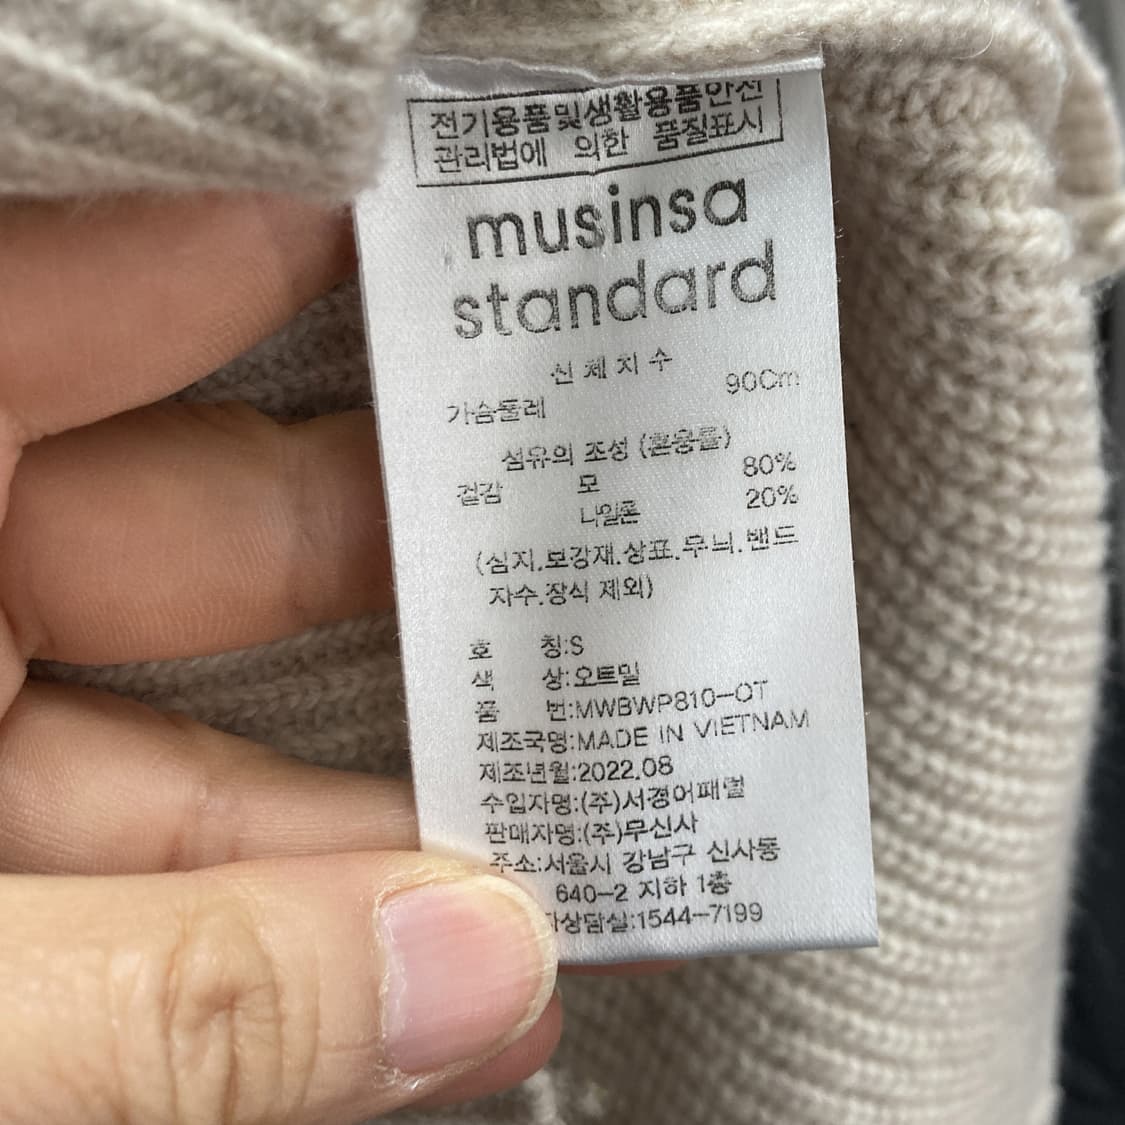 전기용품및생활용품안전
관리법에 의한 품질표시
musinsa
standard
신체지수
가슴둘레 90Cm
섬유의 조성 (혼용률)
겉감 모 80%
나일론 20%
(심지.보강재.상표.무늬.밴드
자수.장식 제외)
호 칭:S
색 상:오트밀
품 번:MWBWP810-OT
제조국명:MADE IN VIETNAM
제조년월:2022.08
수입자명:(주)서경어패럴
판매자명:(주)무신사
주소:서울시 강남구 신사동
640-2 지하 1층
자상담실:1544-7199